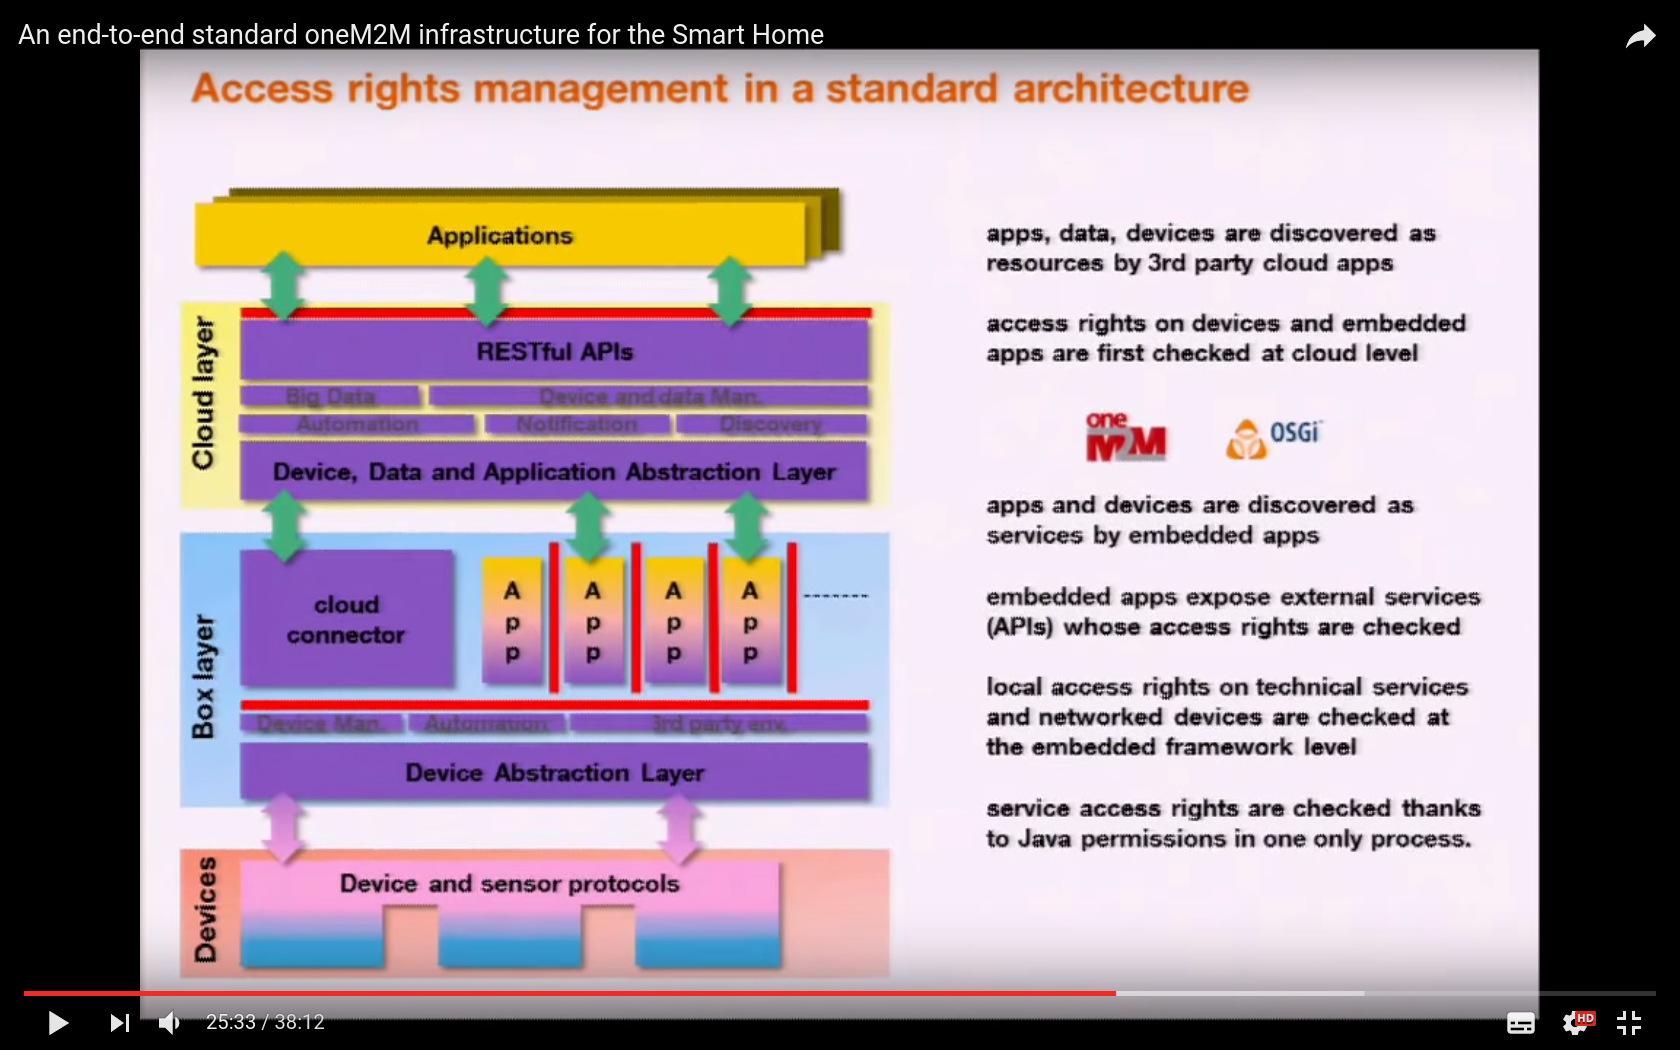 An end-to-end standard oneM2M infrastructure for the Smart Home
Access rights management in a standard architecture
Applications
Cloud layer
RESTful APIs
Big Data
Device and data Man.
Automation
Notification
Discovery
Device, Data and Application Abstraction Layer
Box layer
cloud
connector
App
App
App
App
Device Man.
Automation
3rd party env.
Device Abstraction Layer
Devices
Device and sensor protocols
apps, data, devices are discovered as
resources by 3rd party cloud apps
access rights on devices and embedded
apps are first checked at cloud level
one
M2M
OSGi™
apps and devices are discovered as
services by embedded apps
embedded apps expose external services
(APIs) whose access rights are checked
local access rights on technical services
and networked devices are checked at
the embedded framework level
service access rights are checked thanks
to Java permissions in one only process.
25:33 / 38:12
HD